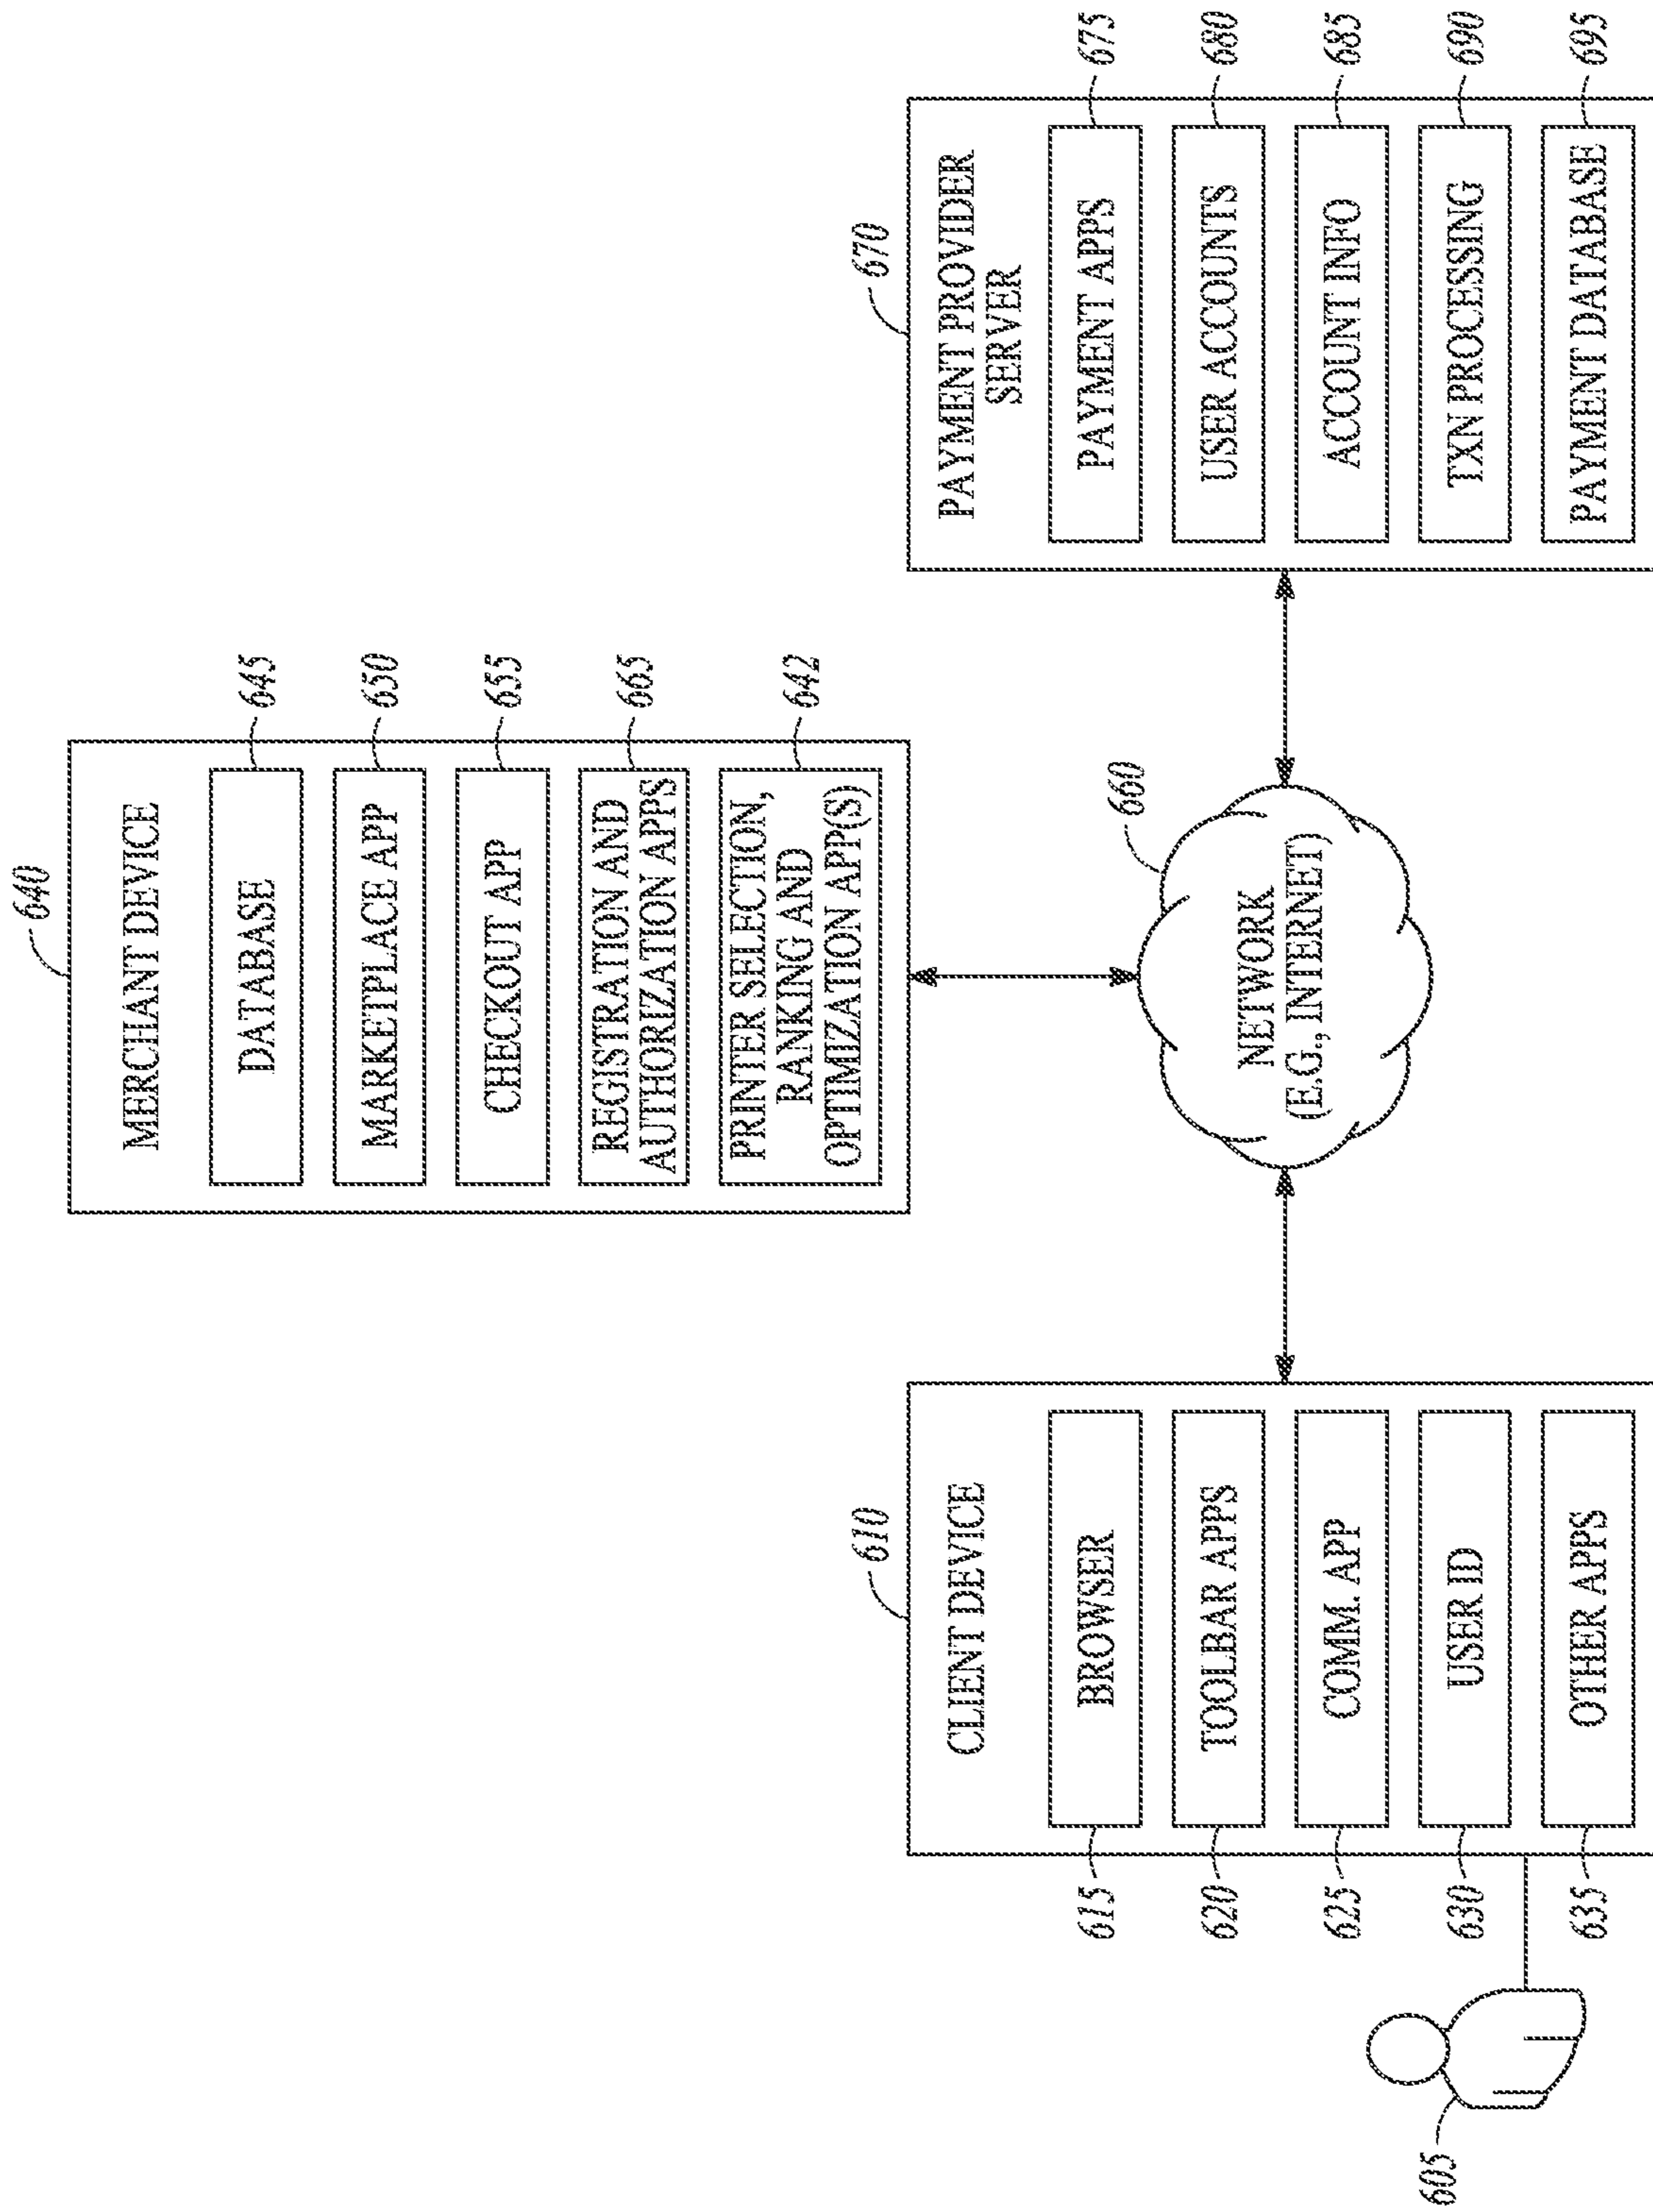 640
MERCHANT DEVICE
DATABASE
645
MARKETPLACE APP
650
CHECKOUT APP
655
REGISTRATION AND
AUTHORIZATION APPS
665
PRINTER SELECTION,
RANKING AND
OPTIMIZATION APP(S)
642
610
CLIENT DEVICE
615
BROWSER
620
TOOLBAR APPS
625
COMM. APP
630
USER ID
635
OTHER APPS
605
660
NETWORK
(E.G., INTERNET)
670
PAYMENT PROVIDER
SERVER
PAYMENT APPS
675
USER ACCOUNTS
680
ACCOUNT INFO
685
TXN PROCESSING
690
PAYMENT DATABASE
695